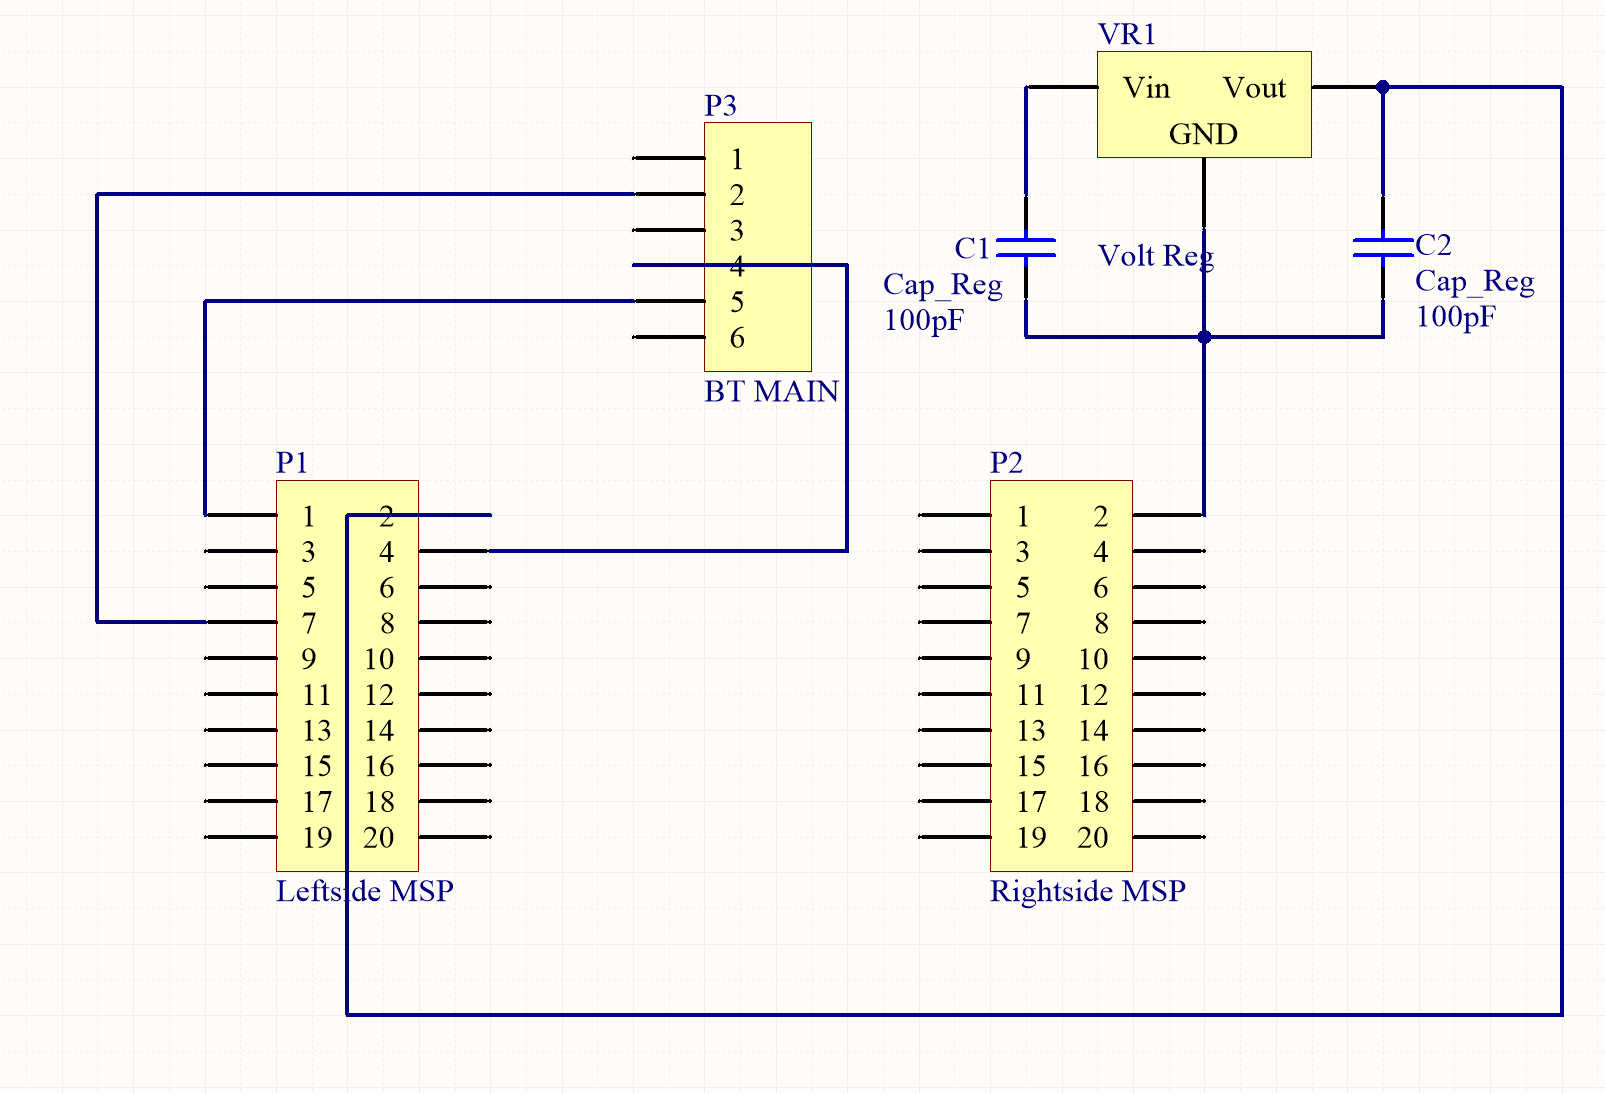 VR1
Vin Vout
GND
P3
1
2
3
4
5
6
BT MAIN
C1
Cap_Reg
100pF
Volt Reg
C2
Cap_Reg
100pF
P1
1 2
3 4
5 6
7 8
9 10
11 12
13 14
15 16
17 18
19 20
Leftside MSP
P2
1 2
3 4
5 6
7 8
9 10
11 12
13 14
15 16
17 18
19 20
Rightside MSP